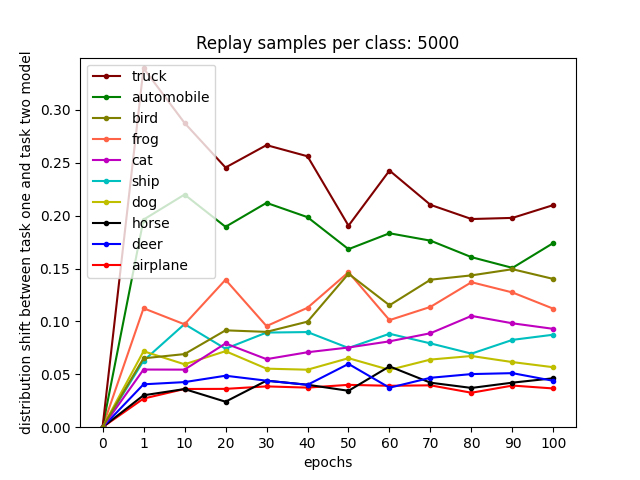 Replay samples per class: 5000
distribution shift between task one and task two model
0.30
0.25
0.20
0.15
0.10
0.05
0.00
truck
automobile
bird
frog
cat
ship
dog
horse
deer
airplane
0 1 10 20 30 40 50 60 70 80 90 100
epochs